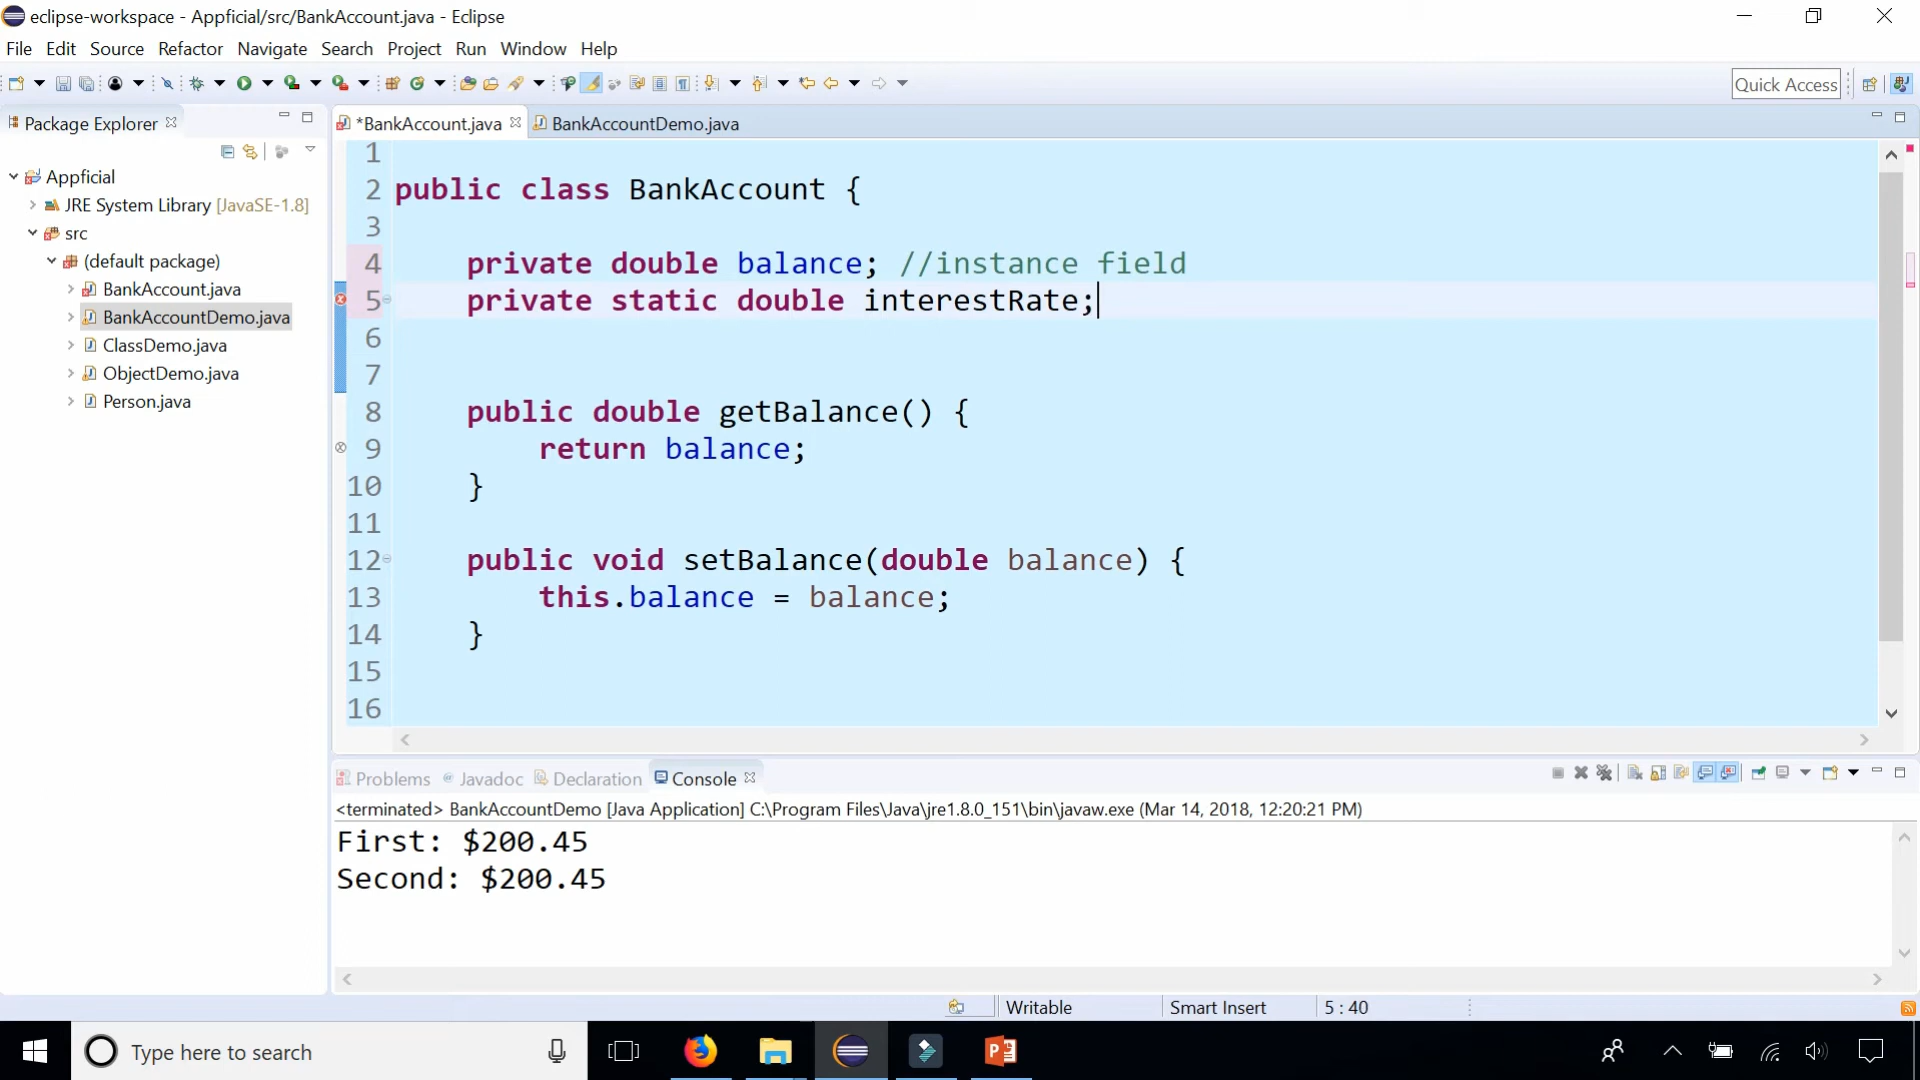 eclipse-workspace - Appficial/src/BankAccount.java - Eclipse
File Edit Source Refactor Navigate Search Project Run Window Help
Quick Access
Package Explorer
Appficial
JRE System Library [JavaSE-1.8]
src
(default package)
BankAccount.java
BankAccountDemo.java
ClassDemo.java
ObjectDemo.java
Person.java
*BankAccount.java BankAccountDemo.java
1
2 public class BankAccount {
3
4 private double balance; //instance field
5 private static double interestRate;
6
7
8 public double getBalance() {
9 return balance;
10 }
11
12 public void setBalance(double balance) {
13 this.balance = balance;
14 }
15
16
Problems Javadoc Declaration Console
<terminated> BankAccountDemo [Java Application] C:\Program Files\Java\jre1.8.0_151\bin\javaw.exe (Mar 14, 2018, 12:20:21 PM)
First: $200.45
Second: $200.45
Writable Smart Insert 5 : 40
Type here to search